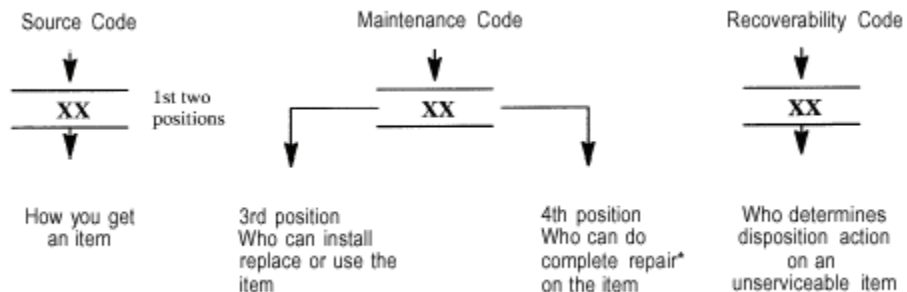 Source Code
Maintenance Code
Recoverability Code
XX
1st two
positions
XX
XX
How you get
an item
3rd position
Who can install
replace or use the
item
4th position
Who can do
complete repair*
on the item
Who determines
disposition action
on an
unserviceable item